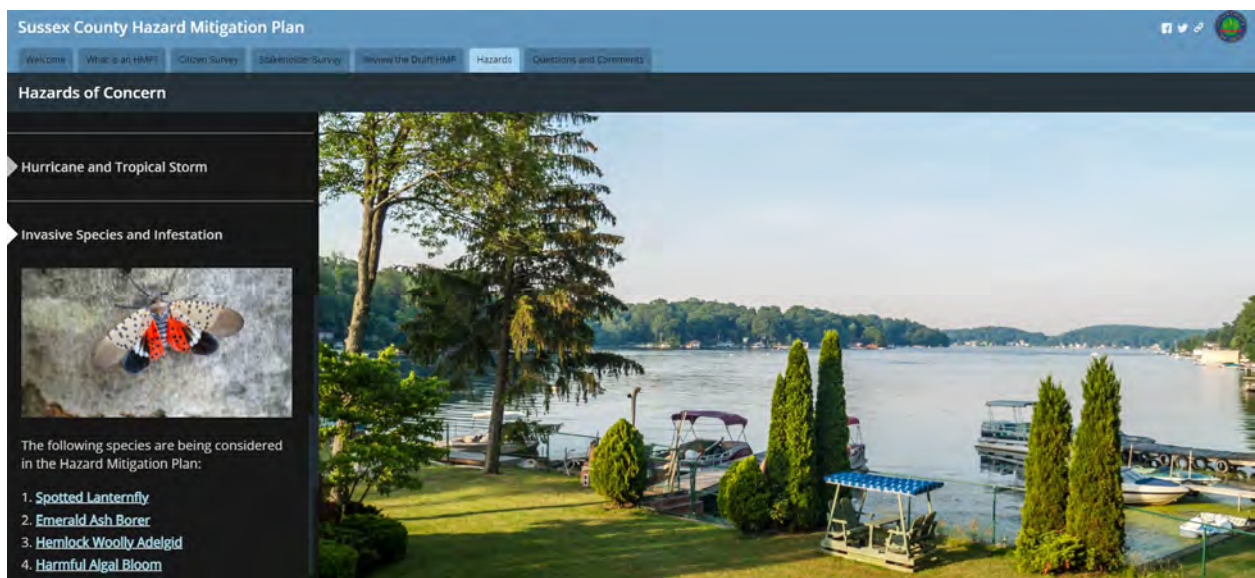 Sussex County Hazard Mitigation Plan
Welcome
What is an HMP?
Citizen Survey
Stakeholder Survey
Review the Draft HMP
Hazards
Questions and Comments
Hazards of Concern
Hurricane and Tropical Storm
Invasive Species and Infestation
The following species are being considered
in the Hazard Mitigation Plan:
1. Spotted Lanternfly
2. Emerald Ash Borer
3. Hemlock Woolly Adelgid
4. Harmful Algal Bloom